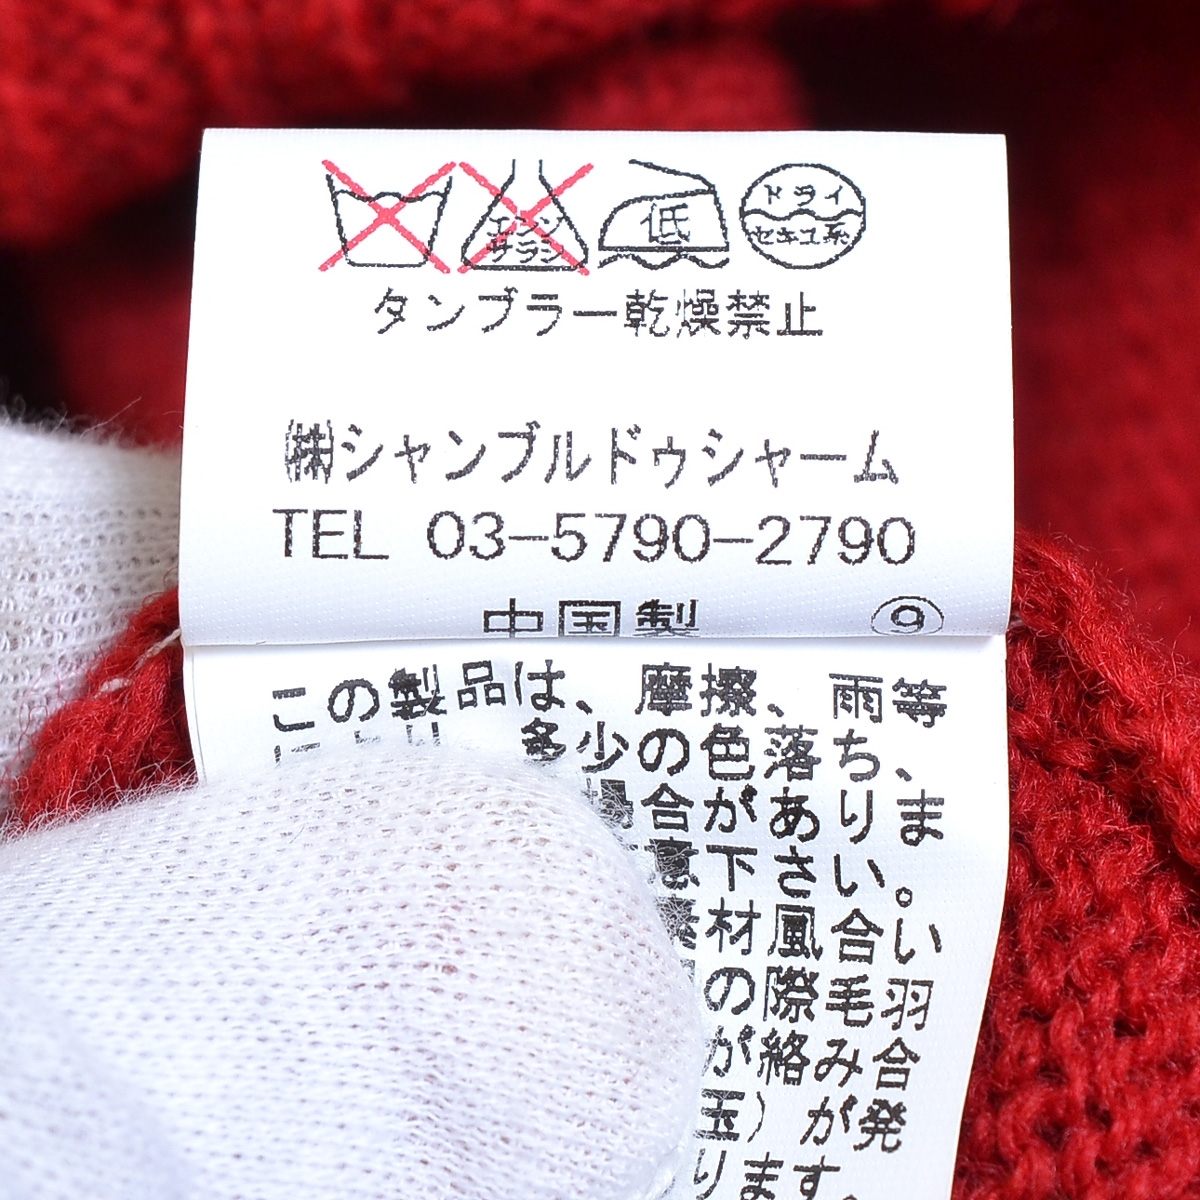 エンソ
サラシ
低
ドライ
セキユ系
タンブラー乾燥禁止
㈱シャンブルドゥシャーム
TEL 03-5790-2790
中国製 ⑨
この製品は、摩擦、雨等
多少の色落ち、ま
の合があり
下さい。
材風合い
の際毛羽
が絡み合
玉）が発
ります。